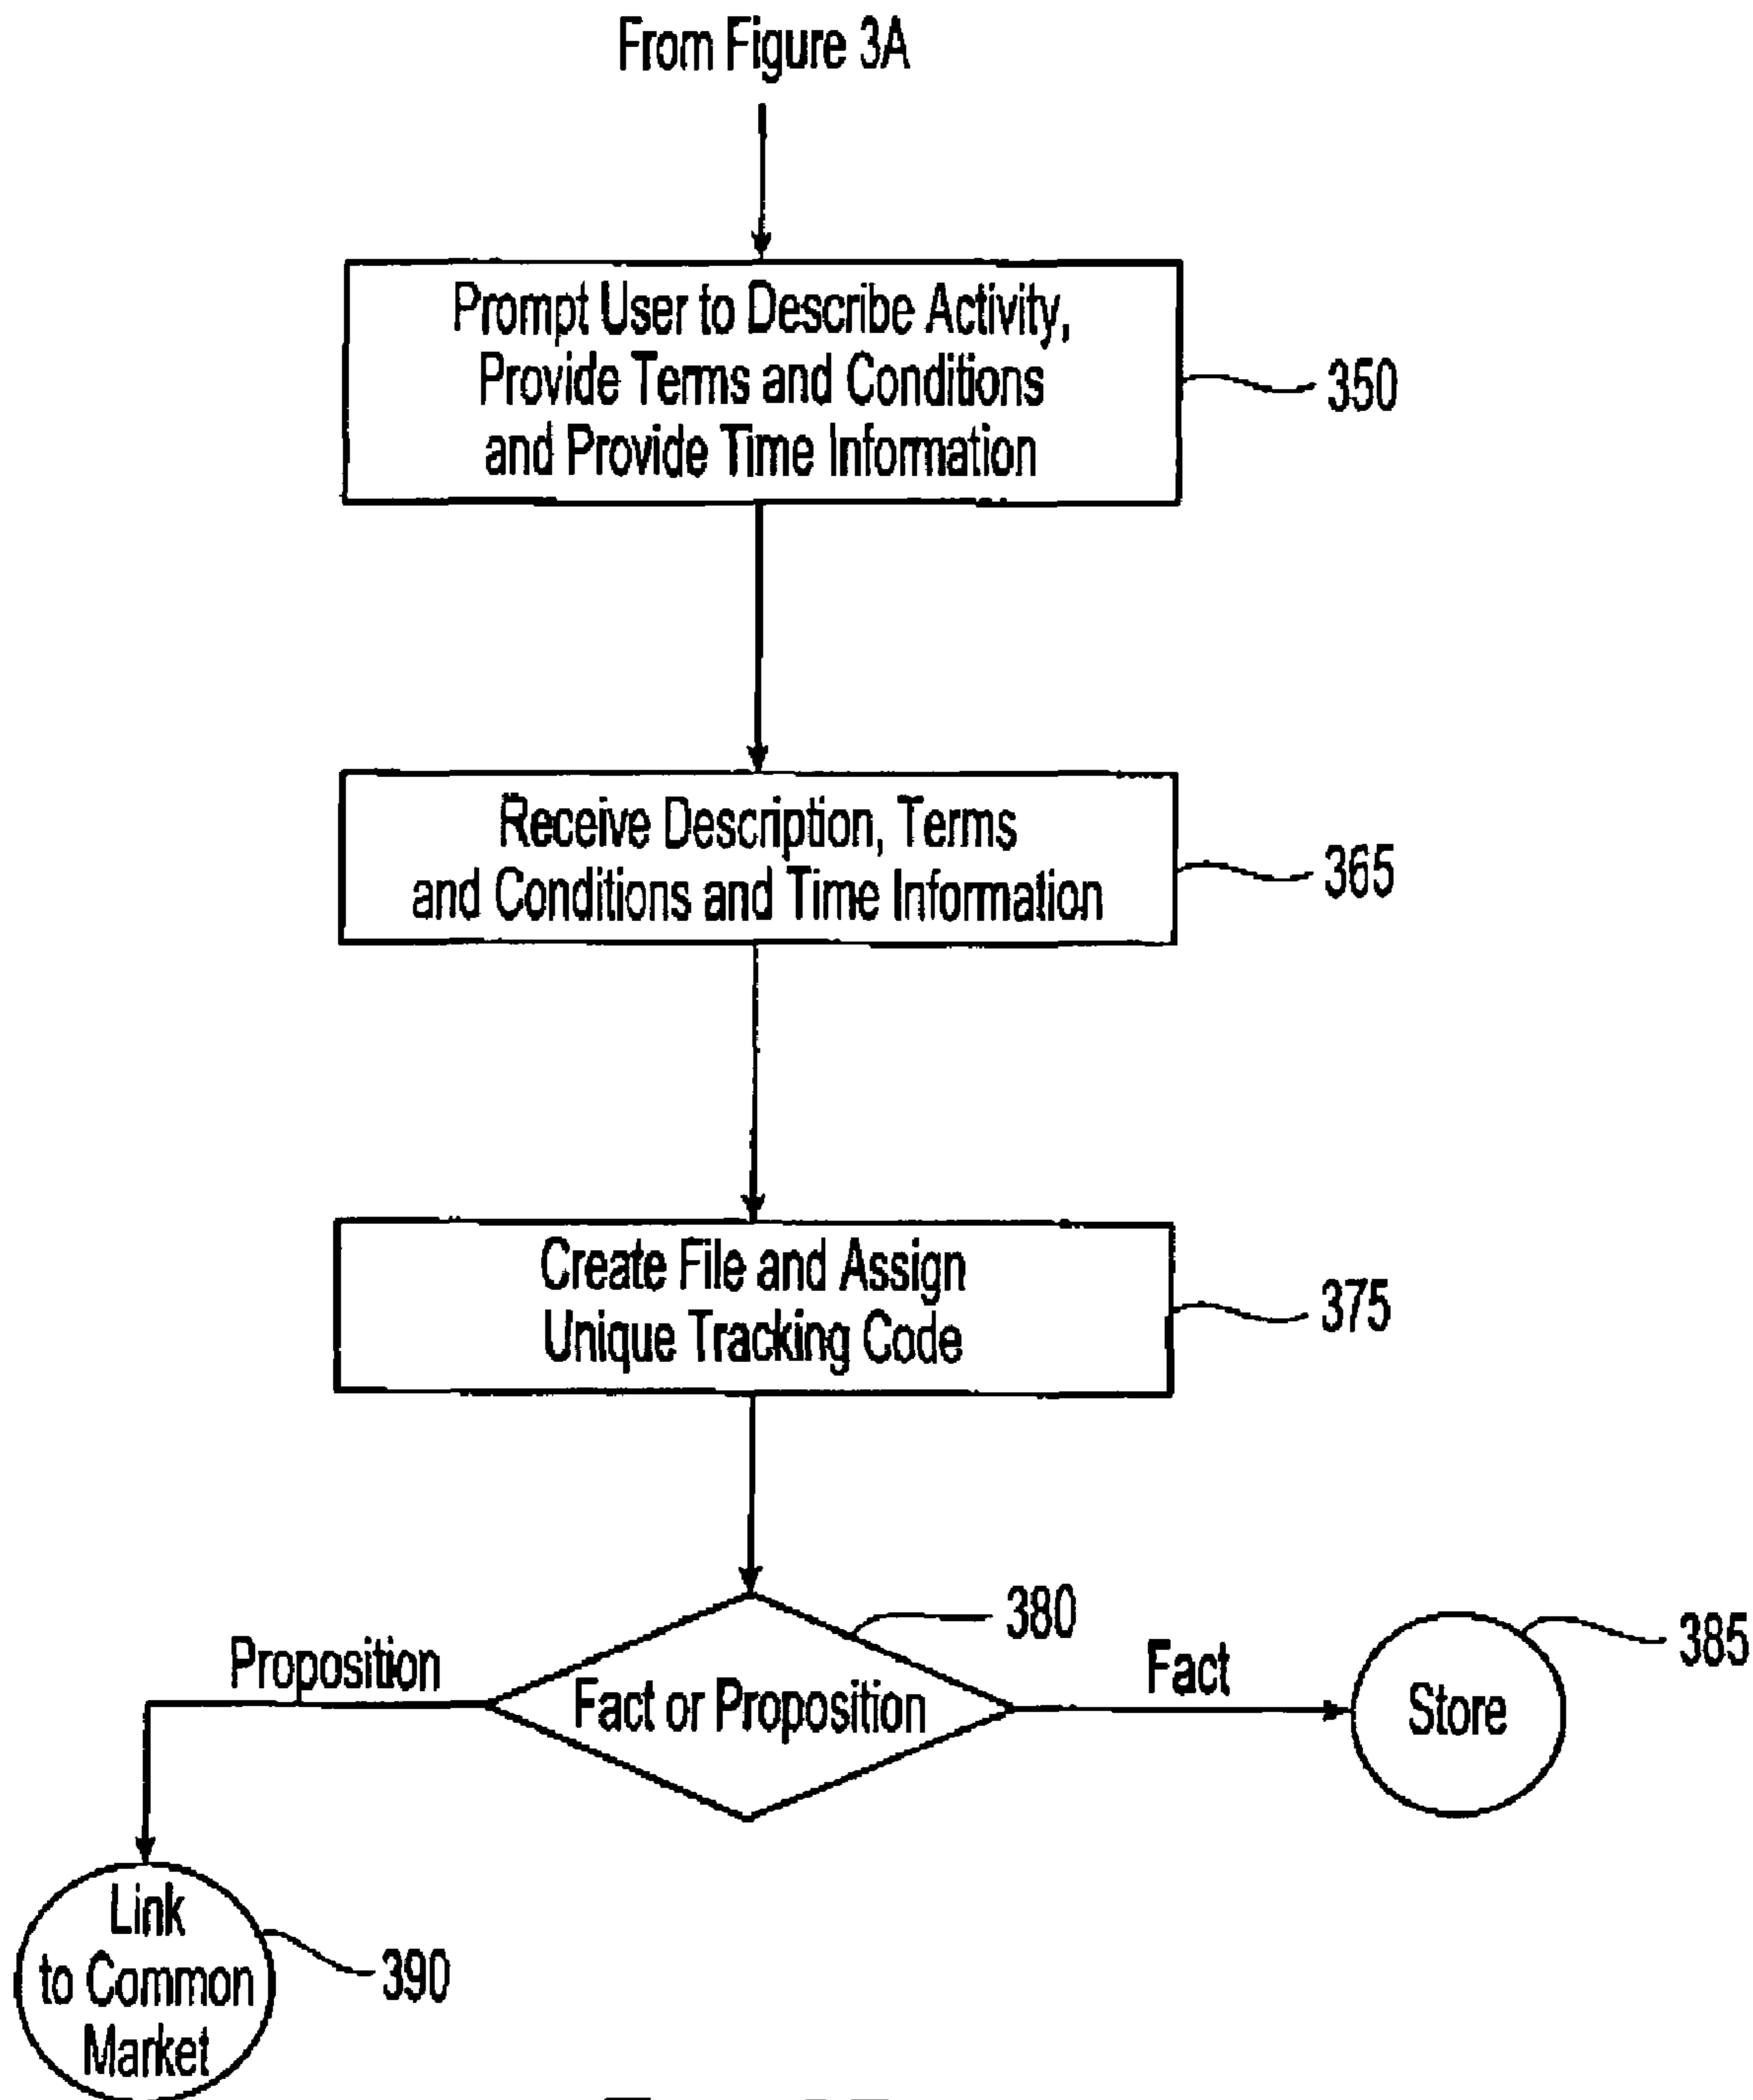 From Figure 3A
Prompt User to Describe Activity,
Provide Terms and Conditions
and Provide Time Information
350
Receive Description, Terms
and Conditions and Time Information
365
Create File and Assign
Unique Tracking Code
375
380
Proposition
Fact or Proposition
Fact
Store
385
Link
to Common
Market
390